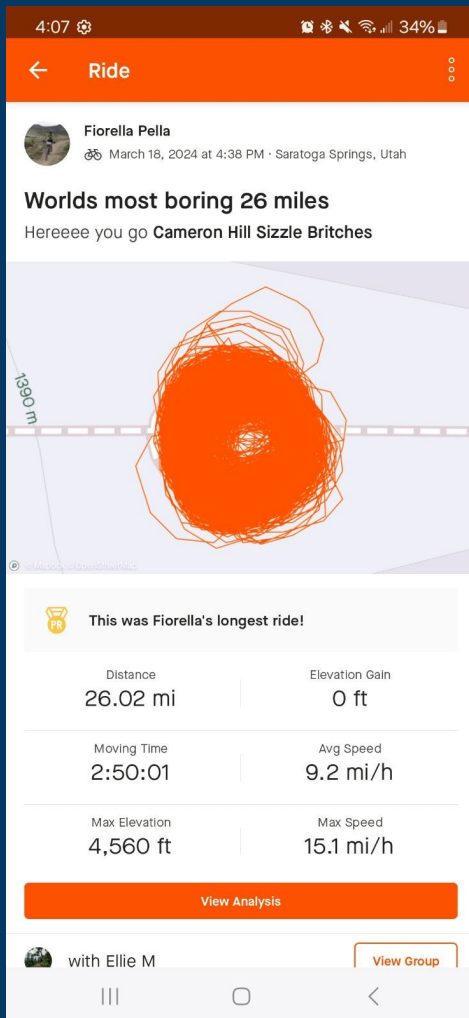 4:07 34%
Ride
Fiorella Pella
March 18, 2024 at 4:38 PM · Saratoga Springs, Utah
Worlds most boring 26 miles
Hereeee you go Cameron Hill Sizzle Britches
1390 m
This was Fiorella's longest ride!
PR
Distance Elevation Gain
26.02 mi 0 ft
Moving Time Avg Speed
2:50:01 9.2 mi/h
Max Elevation Max Speed
4,560 ft 15.1 mi/h
View Analysis
with Ellie M View Group